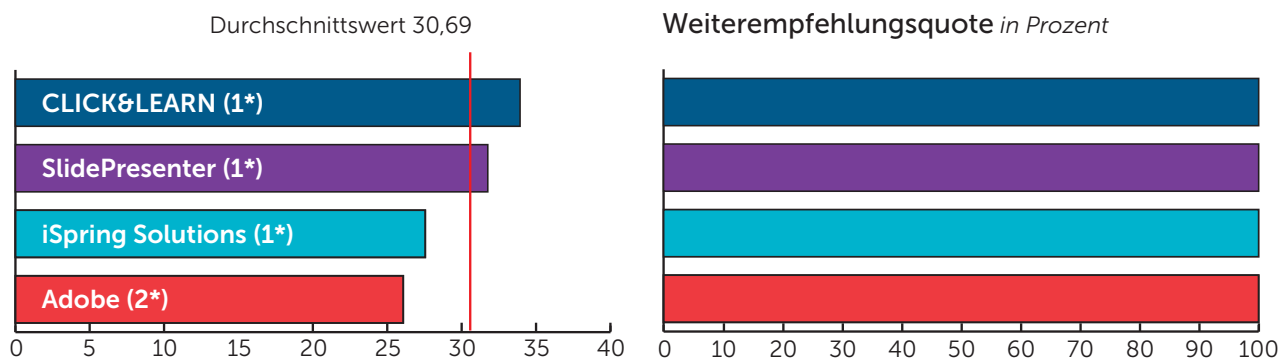 Durchschnittswert 30,69
CLICK&LEARN (1*)
SlidePresenter (1*)
iSpring Solutions (1*)
Adobe (2*)
0 5 10 15 20 25 30 35 40
Weiterempfehlungsquote in Prozent
0 10 20 30 40 50 60 70 80 90 100